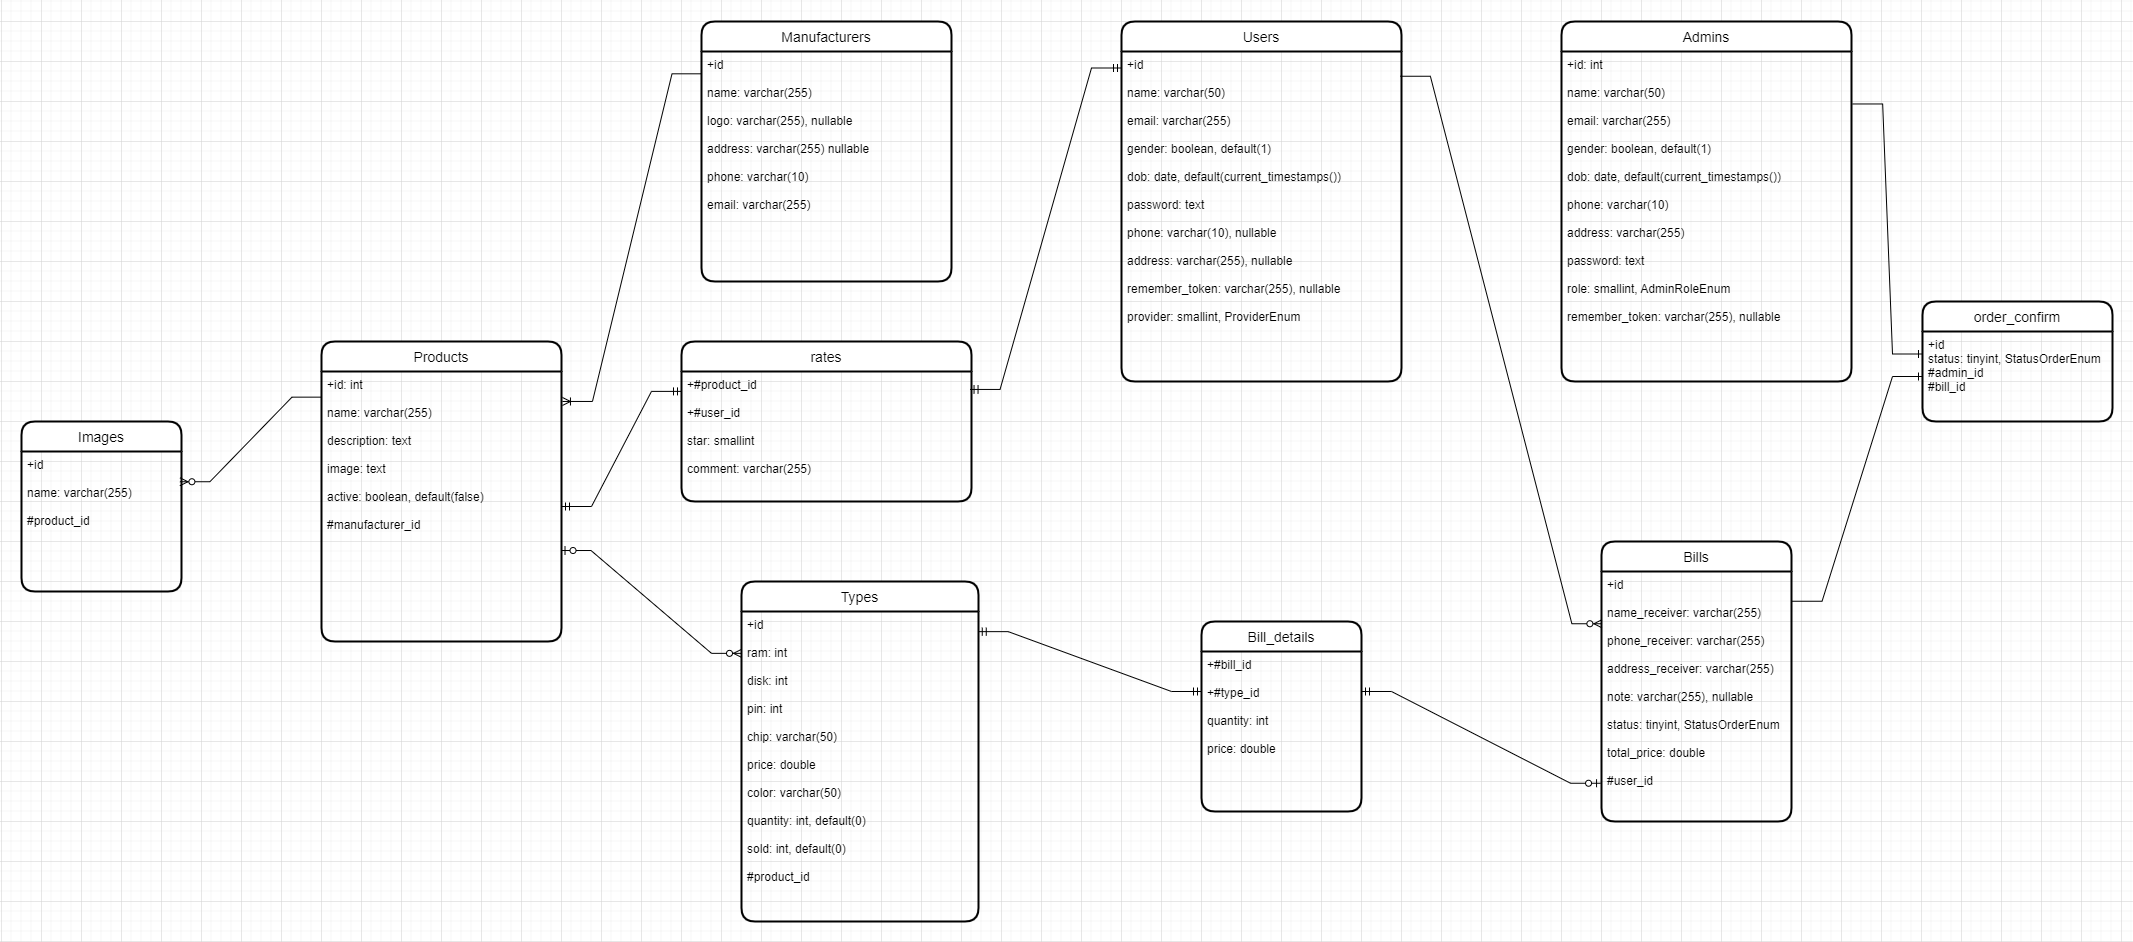 Manufacturers
+id
name: varchar(255)
logo: varchar(255), nullable
address: varchar(255) nullable
phone: varchar(10)
email: varchar(255)
Users
+id
name: varchar(50)
email: varchar(255)
gender: boolean, default(1)
dob: date, default(current_timestamps())
password: text
phone: varchar(10), nullable
address: varchar(255), nullable
remember_token: varchar(255), nullable
provider: smallint, ProviderEnum
Admins
+id: int
name: varchar(50)
email: varchar(255)
gender: boolean, default(1)
dob: date, default(current_timestamps())
phone: varchar(10)
address: varchar(255)
password: text
role: smallint, AdminRoleEnum
remember_token: varchar(255), nullable
order_confirm
+id
status: tinyint, StatusOrderEnum
#admin_id
#bill_id
Products
+id: int
name: varchar(255)
description: text
image: text
active: boolean, default(false)
#manufacturer_id
rates
+#product_id
+#user_id
star: smallint
comment: varchar(255)
Images
+id
name: varchar(255)
#product_id
Types
+id
ram: int
disk: int
pin: int
chip: varchar(50)
price: double
color: varchar(50)
quantity: int, default(0)
sold: int, default(0)
#product_id
Bill_details
+#bill_id
+#type_id
quantity: int
price: double
Bills
+id
name_receiver: varchar(255)
phone_receiver: varchar(255)
address_receiver: varchar(255)
note: varchar(255), nullable
status: tinyint, StatusOrderEnum
total_price: double
#user_id